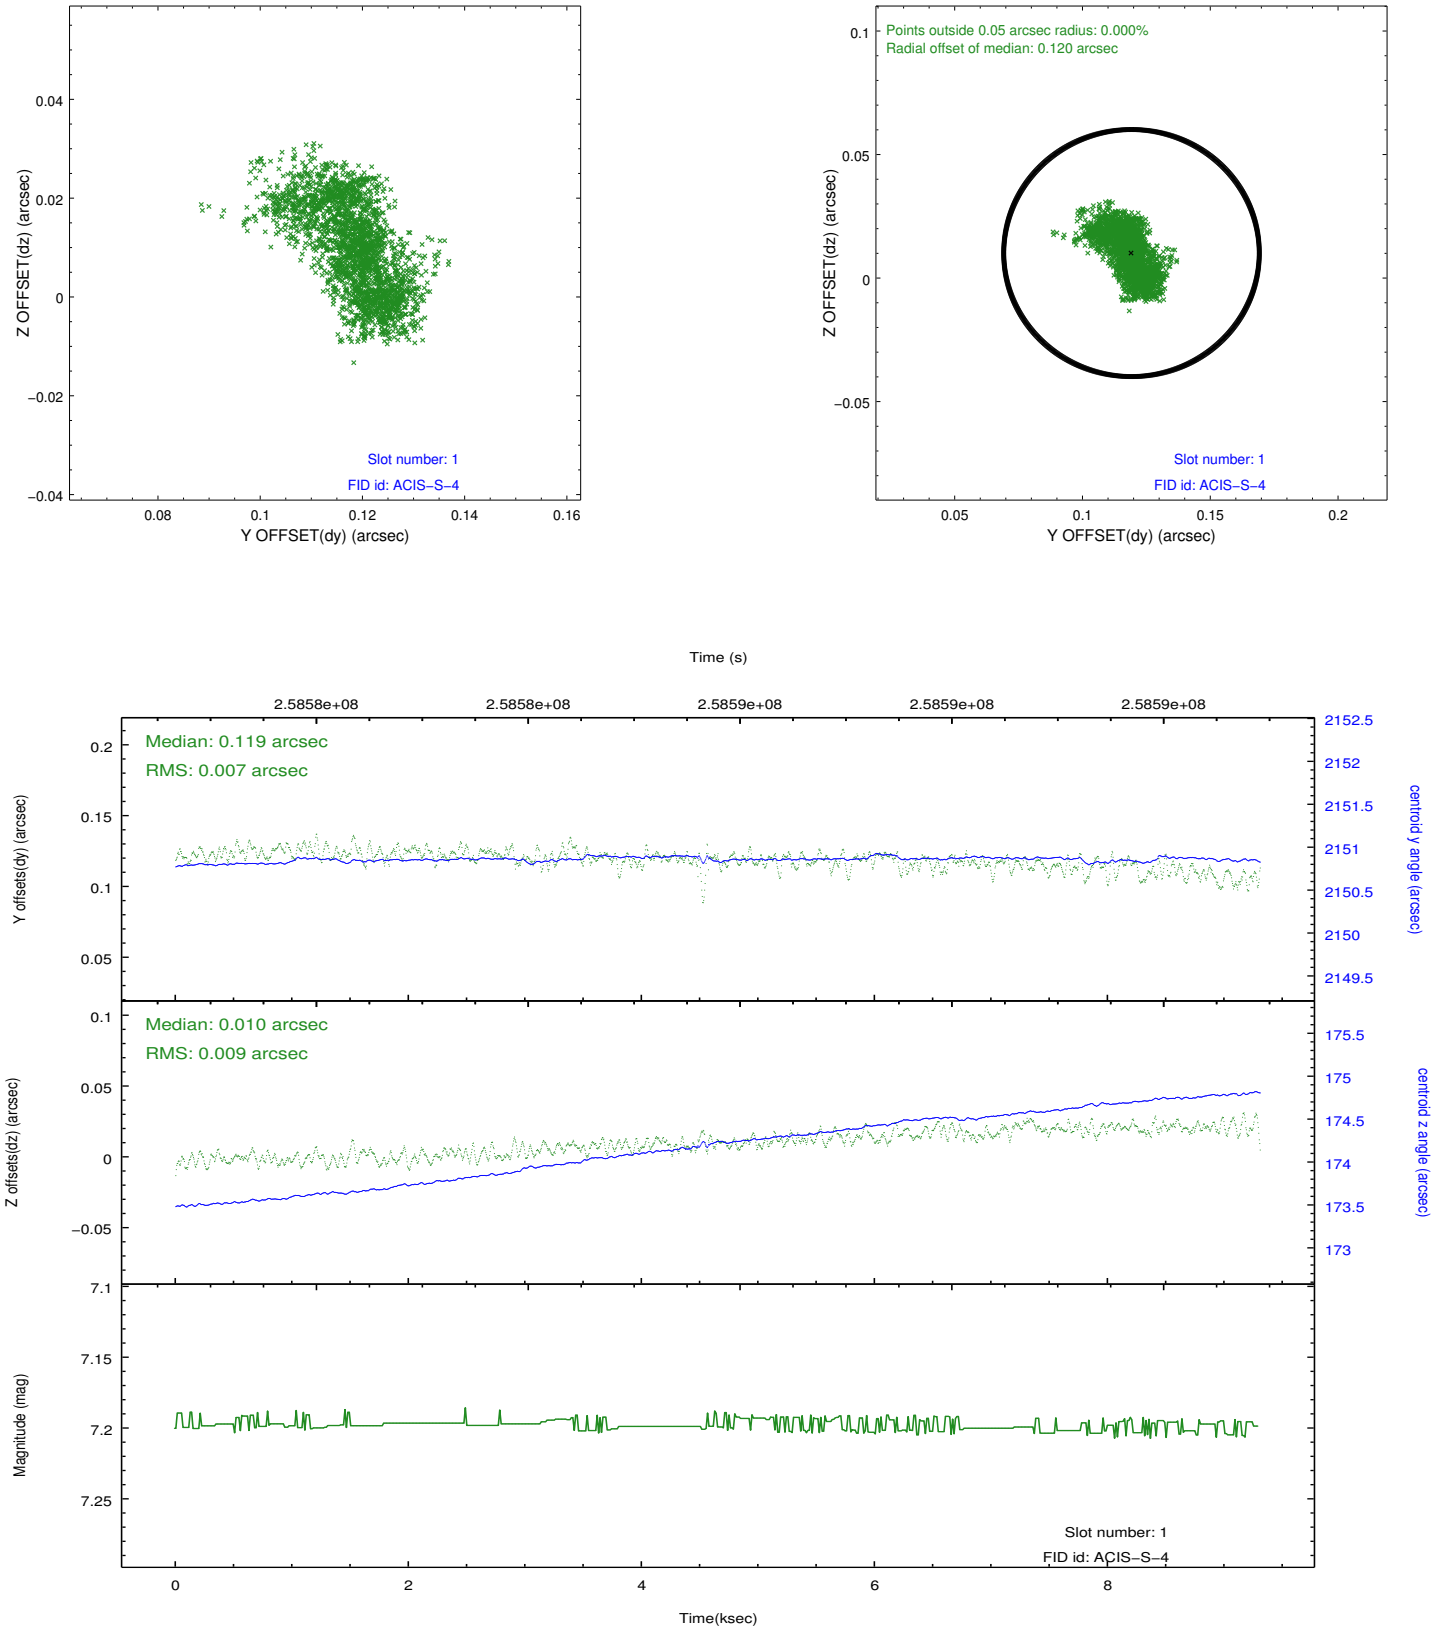 0.04
0.02
0
−0.02
−0.04
Z OFFSET(dz) (arcsec)
Slot number: 1
FID id: ACIS−S−4
0.08 0.1 0.12 0.14 0.16
Y OFFSET(dy) (arcsec)
Points outside 0.05 arcsec radius: 0.000%
Radial offset of median: 0.120 arcsec
0.1
0.05
0
−0.05
Z OFFSET(dz) (arcsec)
Slot number: 1
FID id: ACIS−S−4
0.05 0.1 0.15 0.2
Y OFFSET(dy) (arcsec)
Time (s)
2.5858e+08 2.5858e+08 2.5859e+08 2.5859e+08 2.5859e+08
Median: 0.119 arcsec
RMS: 0.007 arcsec
0.2
0.15
0.1
0.05
Y offsets(dy) (arcsec)
2152.5
2152
2151.5
2151
2150.5
2150
2149.5
centroid y angle (arcsec)
Median: 0.010 arcsec
RMS: 0.009 arcsec
0.1
0.05
0
−0.05
Z offsets(dz) (arcsec)
175.5
175
174.5
174
173.5
173
centroid z angle (arcsec)
7.1
7.15
7.2
7.25
Magnitude (mag)
Slot number: 1
FID id: ACIS−S−4
0 2 4 6 8
Time(ksec)